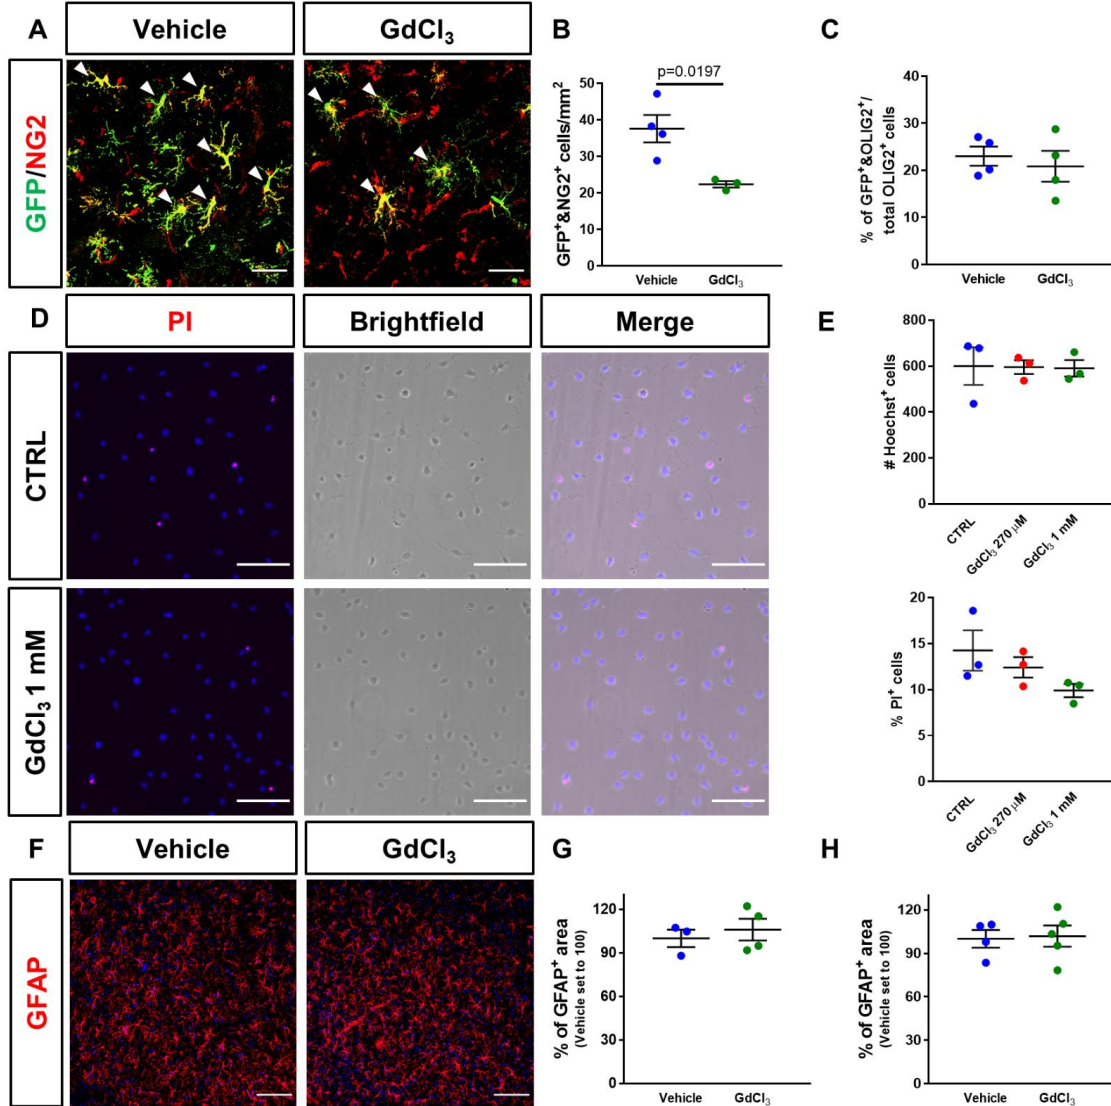 A
Vehicle
GdCl₃
GFP/NG2
B
p=0.0197
GFP⁺&NG2⁺ cells/mm²
50
40
30
20
10
0
Vehicle
GdCl₃
C
% of GFP⁺&OLIG2⁺/
total OLIG2⁺ cells
40
30
20
10
0
Vehicle
GdCl₃
D
PI
Brightfield
Merge
CTRL
GdCl₃ 1 mM
E
# Hoechst⁺ cells
800
600
400
200
0
CTRL
GdCl₃ 270 µM
GdCl₃ 1 mM
% PI⁺ cells
20
15
10
5
0
CTRL
GdCl₃ 270 µM
GdCl₃ 1 mM
F
Vehicle
GdCl₃
GFAP
G
% of GFAP⁺ area
(Vehicle set to 100)
120
90
60
30
0
Vehicle
GdCl₃
H
% of GFAP⁺ area
(Vehicle set to 100)
120
90
60
30
0
Vehicle
GdCl₃